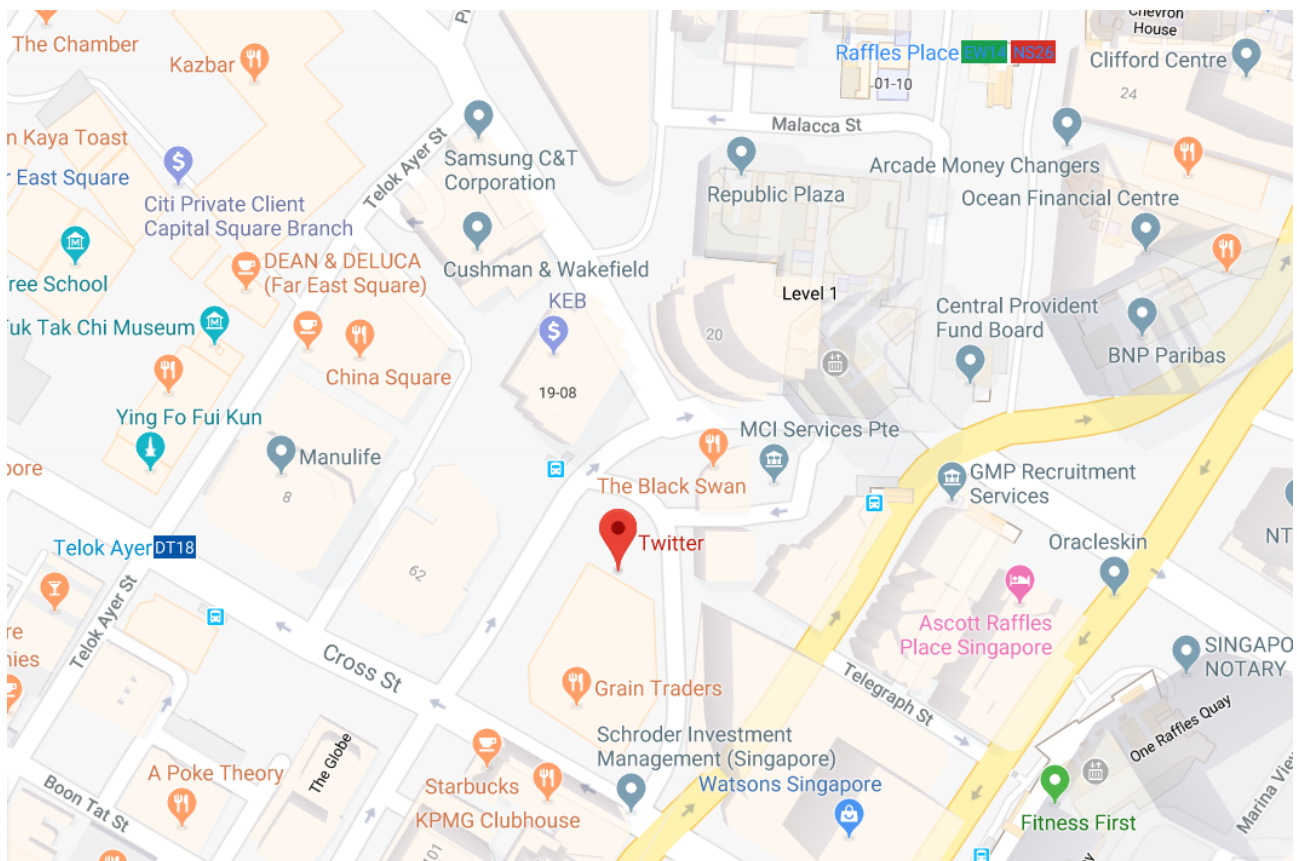 The Chamber
Kazbar
Raffles Place EW14 NS26
Chevron
House
Clifford Centre
01-10
24
Malacca St
n Kaya Toast
r East Square
Telok Ayer St
Samsung C&T
Corporation
Republic Plaza
Arcade Money Changers
Ocean Financial Centre
Citi Private Client
Capital Square Branch
Cushman & Wakefield
DEAN & DELUCA
(Far East Square)
ree School
KEB
Level 1
Central Provident
Fund Board
uk Tak Chi Museum
20
BNP Paribas
China Square
19-08
Ying Fo Fui Kun
MCI Services Pte
Manulife
The Black Swan
GMP Recruitment
Services
pore
8
Telok Ayer DT18
62
Twitter
Oracleskin
NT
Telok Ayer St
re
nies
Cross St
Ascott Raffles
Place Singapore
SINGAPO
NOTARY
Grain Traders
Telegraph St
One Raffles Quay
Schroder Investment
Management (Singapore)
The Globe
A Poke Theory
Starbucks
Watsons Singapore
Boon Tat St
KPMG Clubhouse
Fitness First
Marina View
101